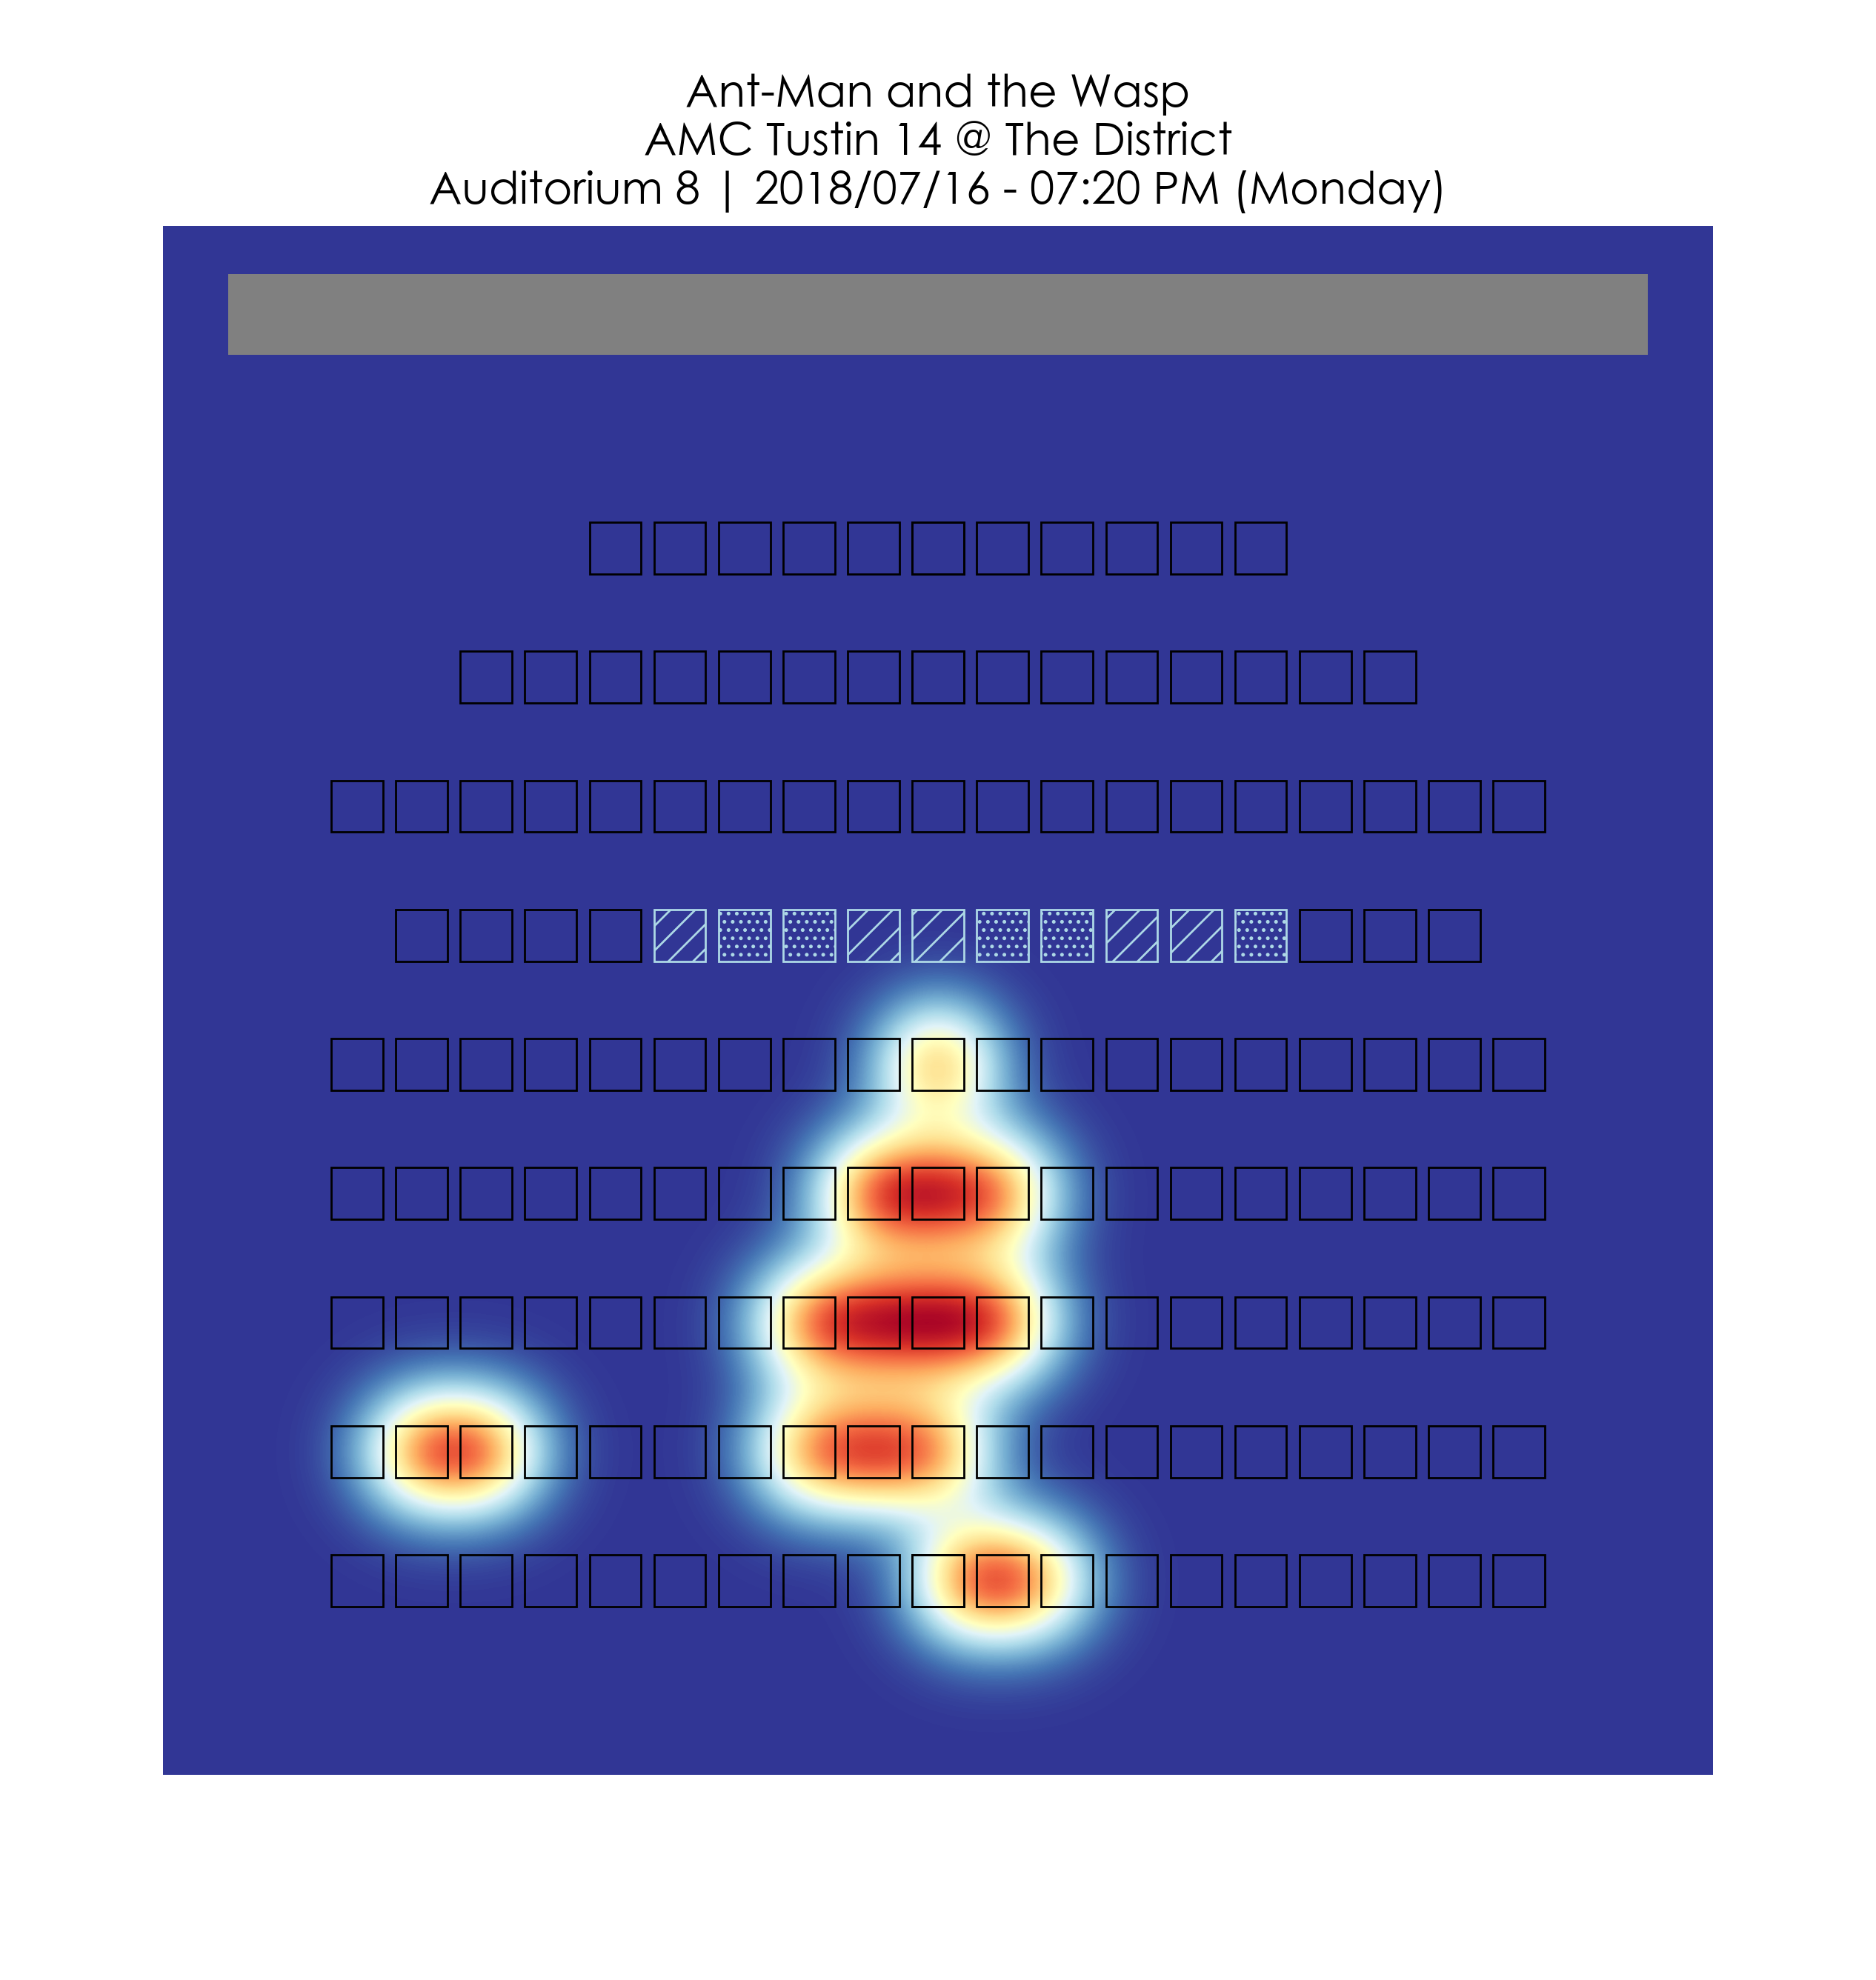 Ant-Man and the Wasp
AMC Tustin 14 @ The District
Auditorium 8 | 2018/07/16 - 07:20 PM (Monday)